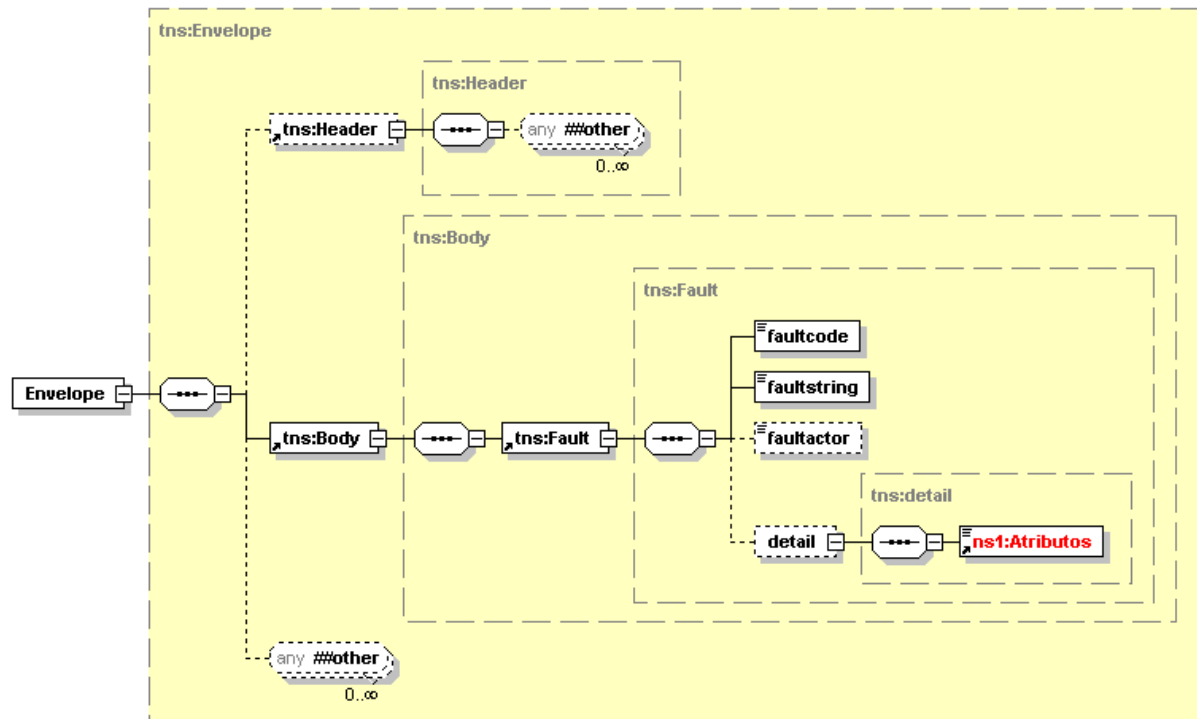 tns:Envelope
tns:Header
tns:Header
any ##other
0..∞
tns:Body
tns:Fault
faultcode
faultstring
Envelope
tns:Body
tns:Fault
faultactor
tns:detail
detail
ns1:Atributos
any ##other
0..∞